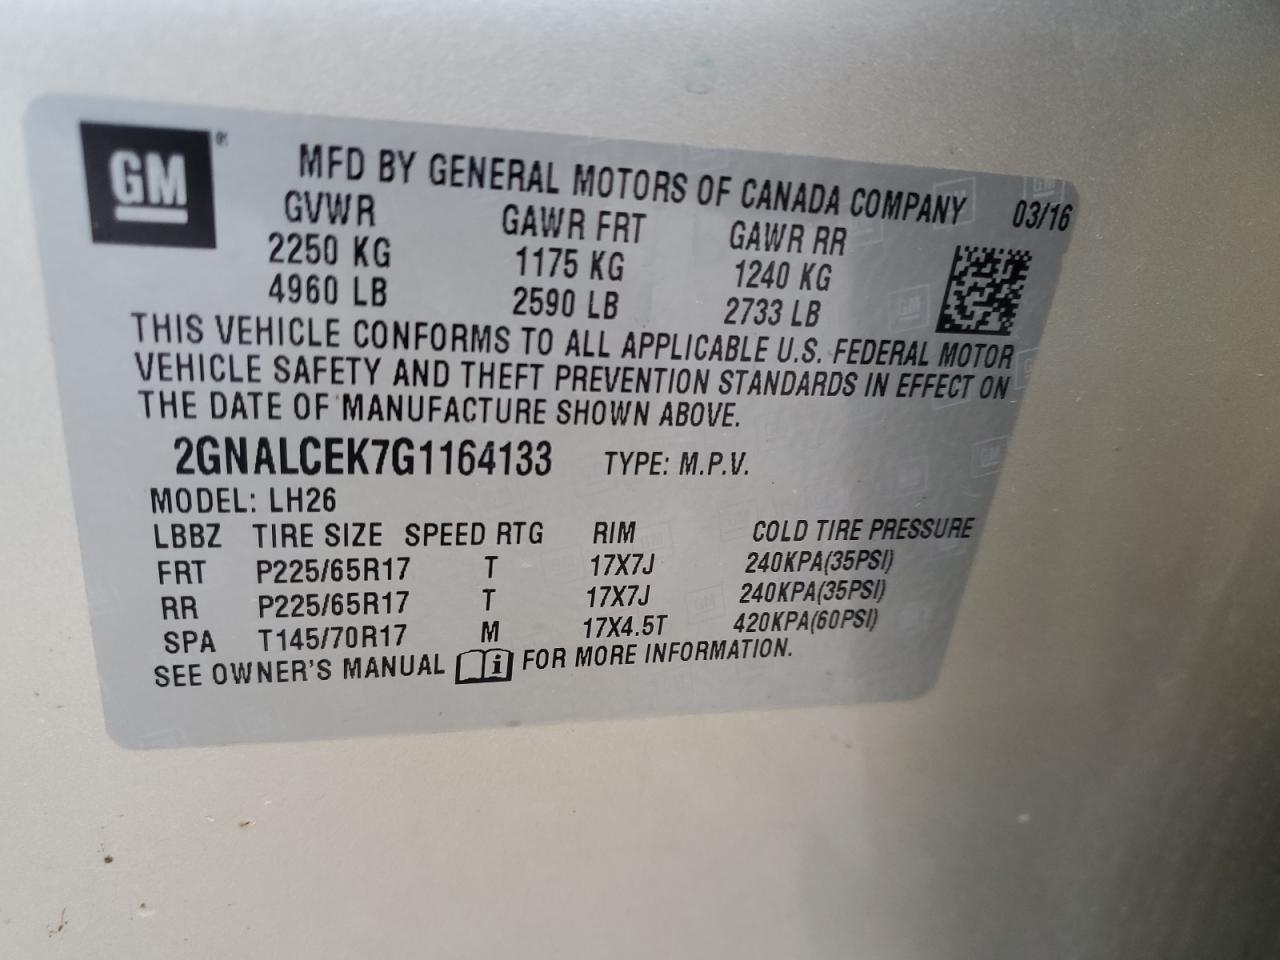 GM ®
MFD BY GENERAL MOTORS OF CANADA COMPANY 03/16
GVWR GAWR FRT GAWR RR
2250 KG 1175 KG 1240 KG
4960 LB 2590 LB 2733 LB
THIS VEHICLE CONFORMS TO ALL APPLICABLE U.S. FEDERAL MOTOR
VEHICLE SAFETY AND THEFT PREVENTION STANDARDS IN EFFECT ON
THE DATE OF MANUFACTURE SHOWN ABOVE.
2GNALCEK7G1164133 TYPE: M.P.V.
MODEL: LH26
LBBZ TIRE SIZE SPEED RTG RIM COLD TIRE PRESSURE
FRT P225/65R17 T 17X7J 240KPA(35PSI)
RR P225/65R17 T 17X7J 240KPA(35PSI)
SPA T145/70R17 M 17X4.5T 420KPA(60PSI)
SEE OWNER'S MANUAL i FOR MORE INFORMATION.